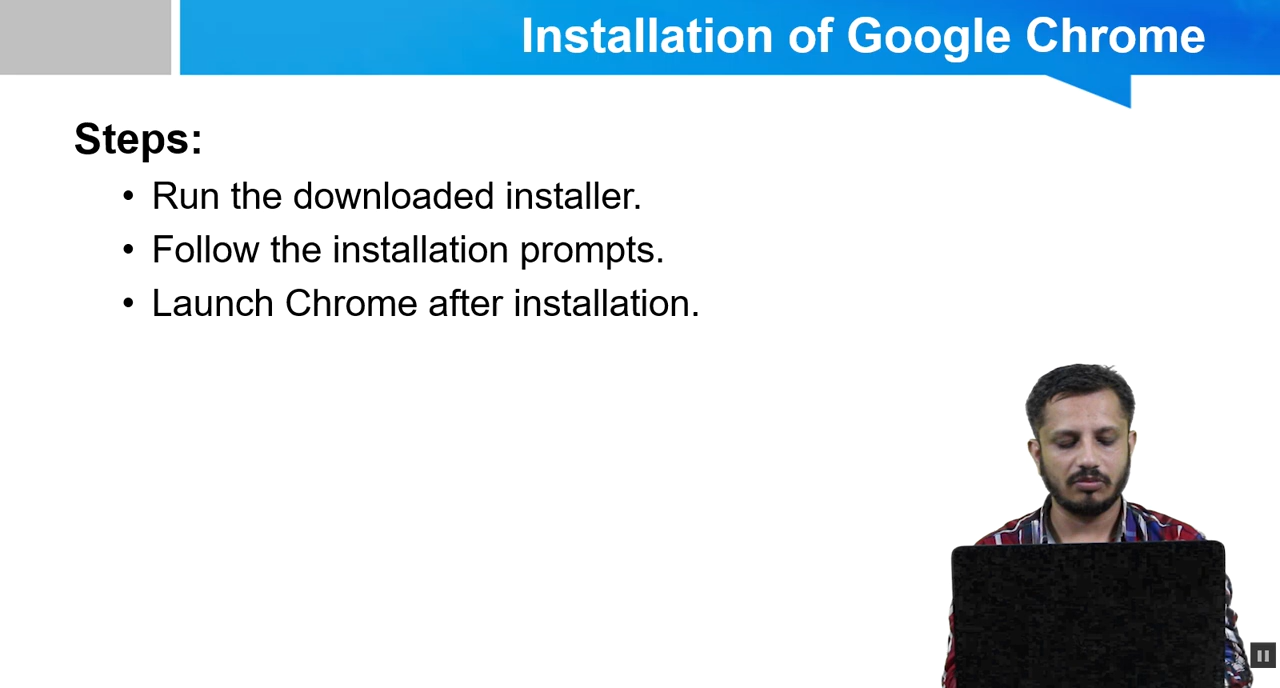 Installation of Google Chrome
Steps:
• Run the downloaded installer.
• Follow the installation prompts.
• Launch Chrome after installation.